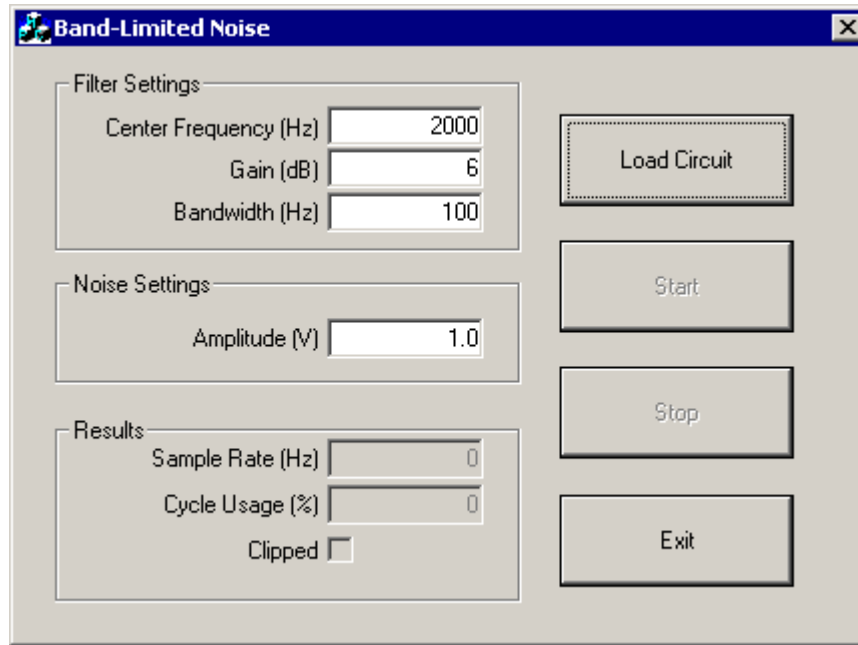 Band-Limited Noise
Filter Settings
Center Frequency (Hz) 2000
Gain (dB) 6
Bandwidth (Hz) 100
Noise Settings
Amplitude (V) 1.0
Results
Sample Rate (Hz) 0
Cycle Usage (%) 0
Clipped
Load Circuit
Start
Stop
Exit